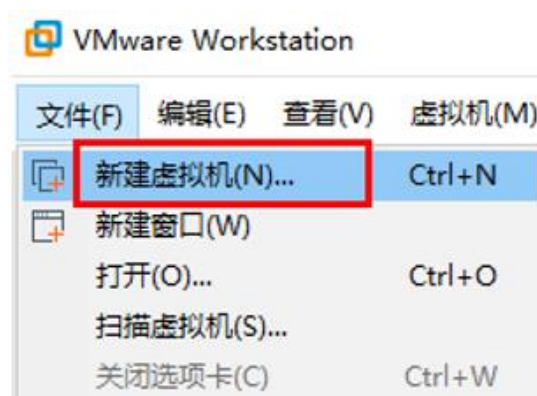 VMware Workstation
文件(F) 编辑(E) 查看(V) 虚拟机(M)
新建虚拟机(N)... Ctrl+N
新建窗口(W)
打开(O)... Ctrl+O
扫描虚拟机(S)...
关闭选项卡(C) Ctrl+W